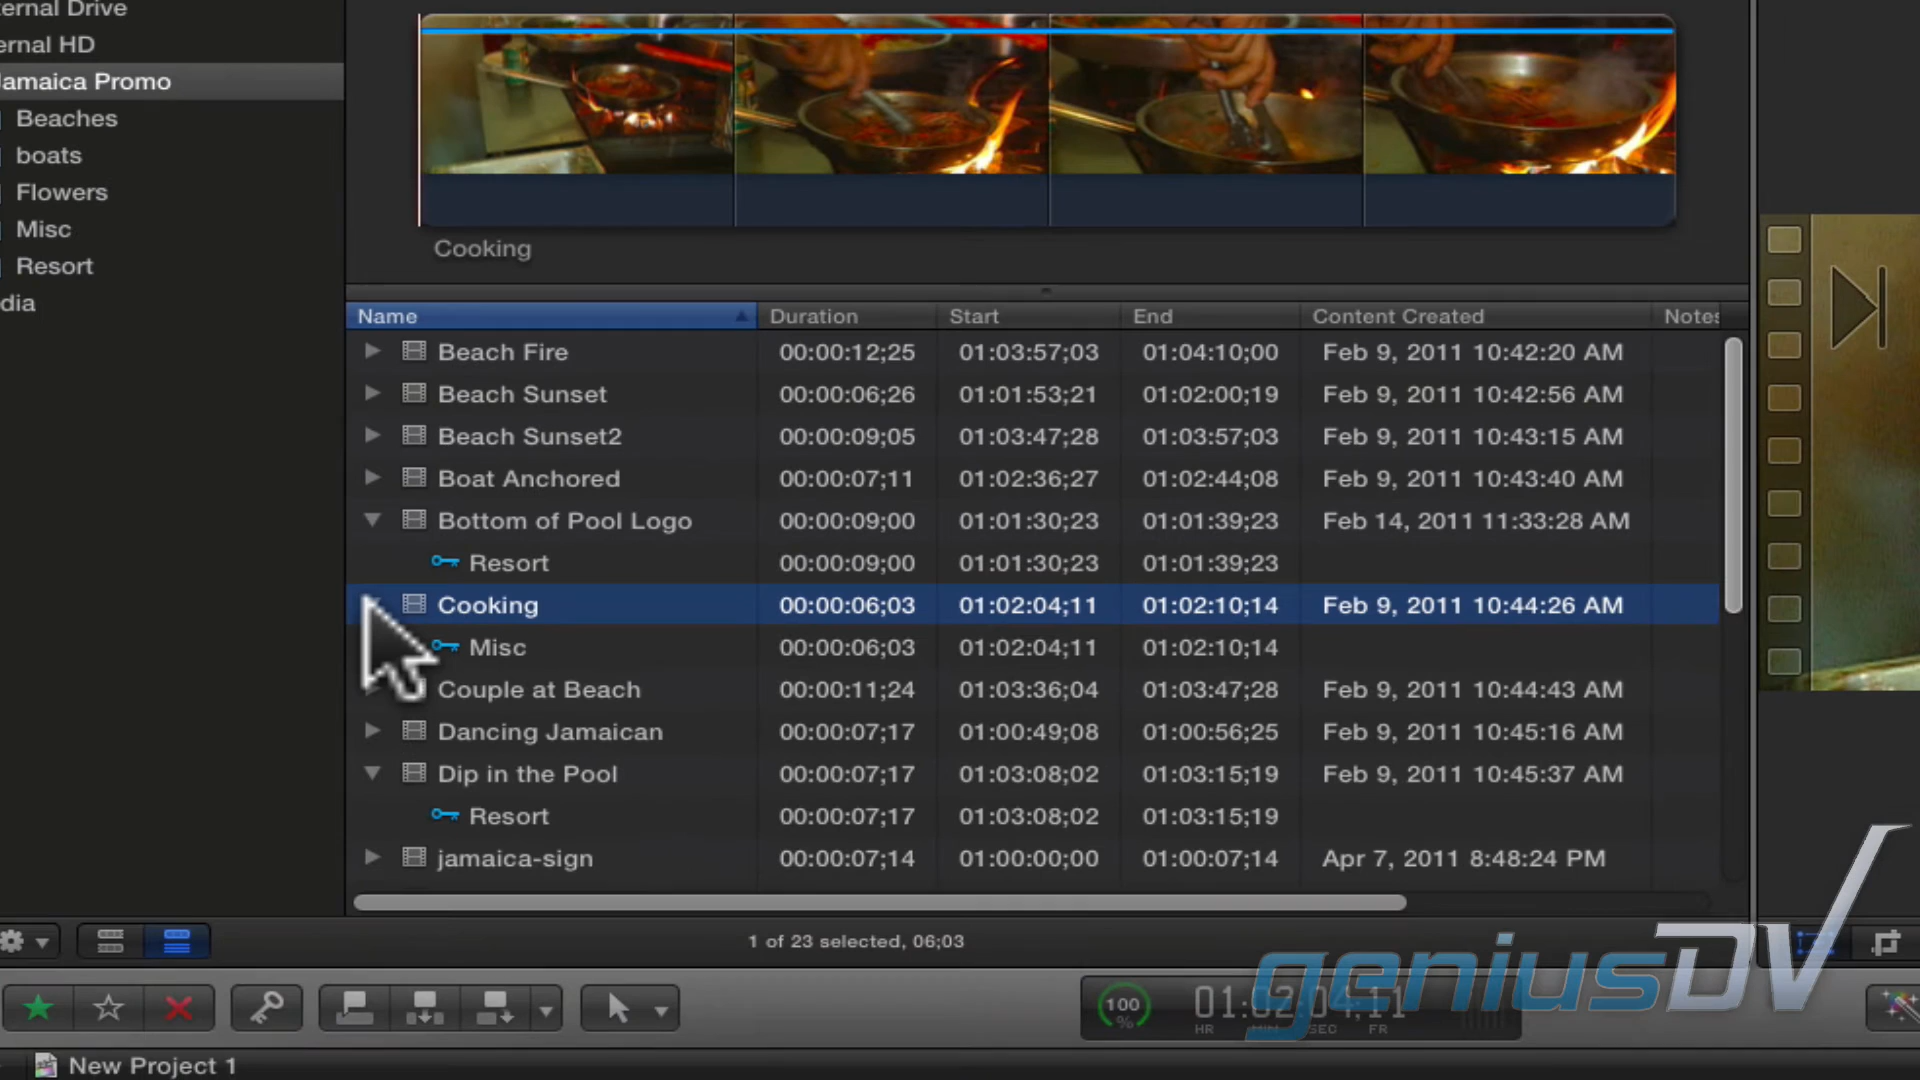 ternal Drive
ernal HD
Jamaica Promo
Beaches
boats
Flowers
Misc
Resort
dia
Cooking
Name Duration Start End Content Created Notes
Beach Fire 00:00:12;25 01:03:57;03 01:04:10;00 Feb 9, 2011 10:42:20 AM
Beach Sunset 00:00:06;26 01:01:53;21 01:02:00;19 Feb 9, 2011 10:42:56 AM
Beach Sunset2 00:00:09;05 01:03:47;28 01:03:57;03 Feb 9, 2011 10:43:15 AM
Boat Anchored 00:00:07;11 01:02:36;27 01:02:44;08 Feb 9, 2011 10:43:40 AM
Bottom of Pool Logo 00:00:09;00 01:01:30;23 01:01:39;23 Feb 14, 2011 11:33:28 AM
Resort 00:00:09;00 01:01:30;23 01:01:39;23
Cooking 00:00:06;03 01:02:04;11 01:02:10;14 Feb 9, 2011 10:44:26 AM
Misc 00:00:06;03 01:02:04;11 01:02:10;14
Couple at Beach 00:00:11;24 01:03:36;04 01:03:47;28 Feb 9, 2011 10:44:43 AM
Dancing Jamaican 00:00:07;17 01:00:49;08 01:00:56;25 Feb 9, 2011 10:45:16 AM
Dip in the Pool 00:00:07;17 01:03:08;02 01:03:15;19 Feb 9, 2011 10:45:37 AM
Resort 00:00:07;17 01:03:08;02 01:03:15;19
jamaica-sign 00:00:07;14 01:00:00;00 01:00:07;14 Apr 7, 2011 8:48:24 PM
1 of 23 selected, 06;03
geniusDV
100
%
01:02:04;11
HR MIN SEC FR
New Project 1